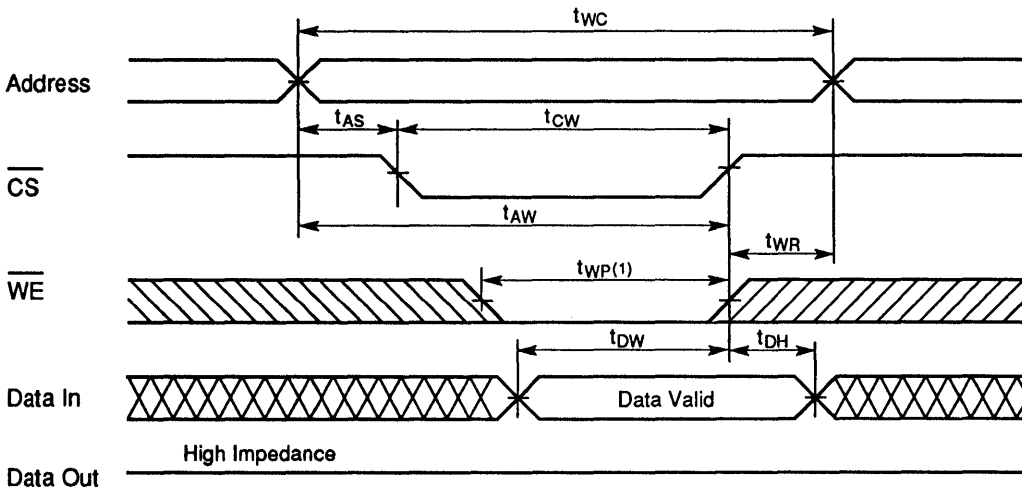 tWC
Address
tAS
tCW
CS
tAW
tWR
WE
tWP(1)
tDW
tDH
Data In
Data Valid
High Impedance
Data Out